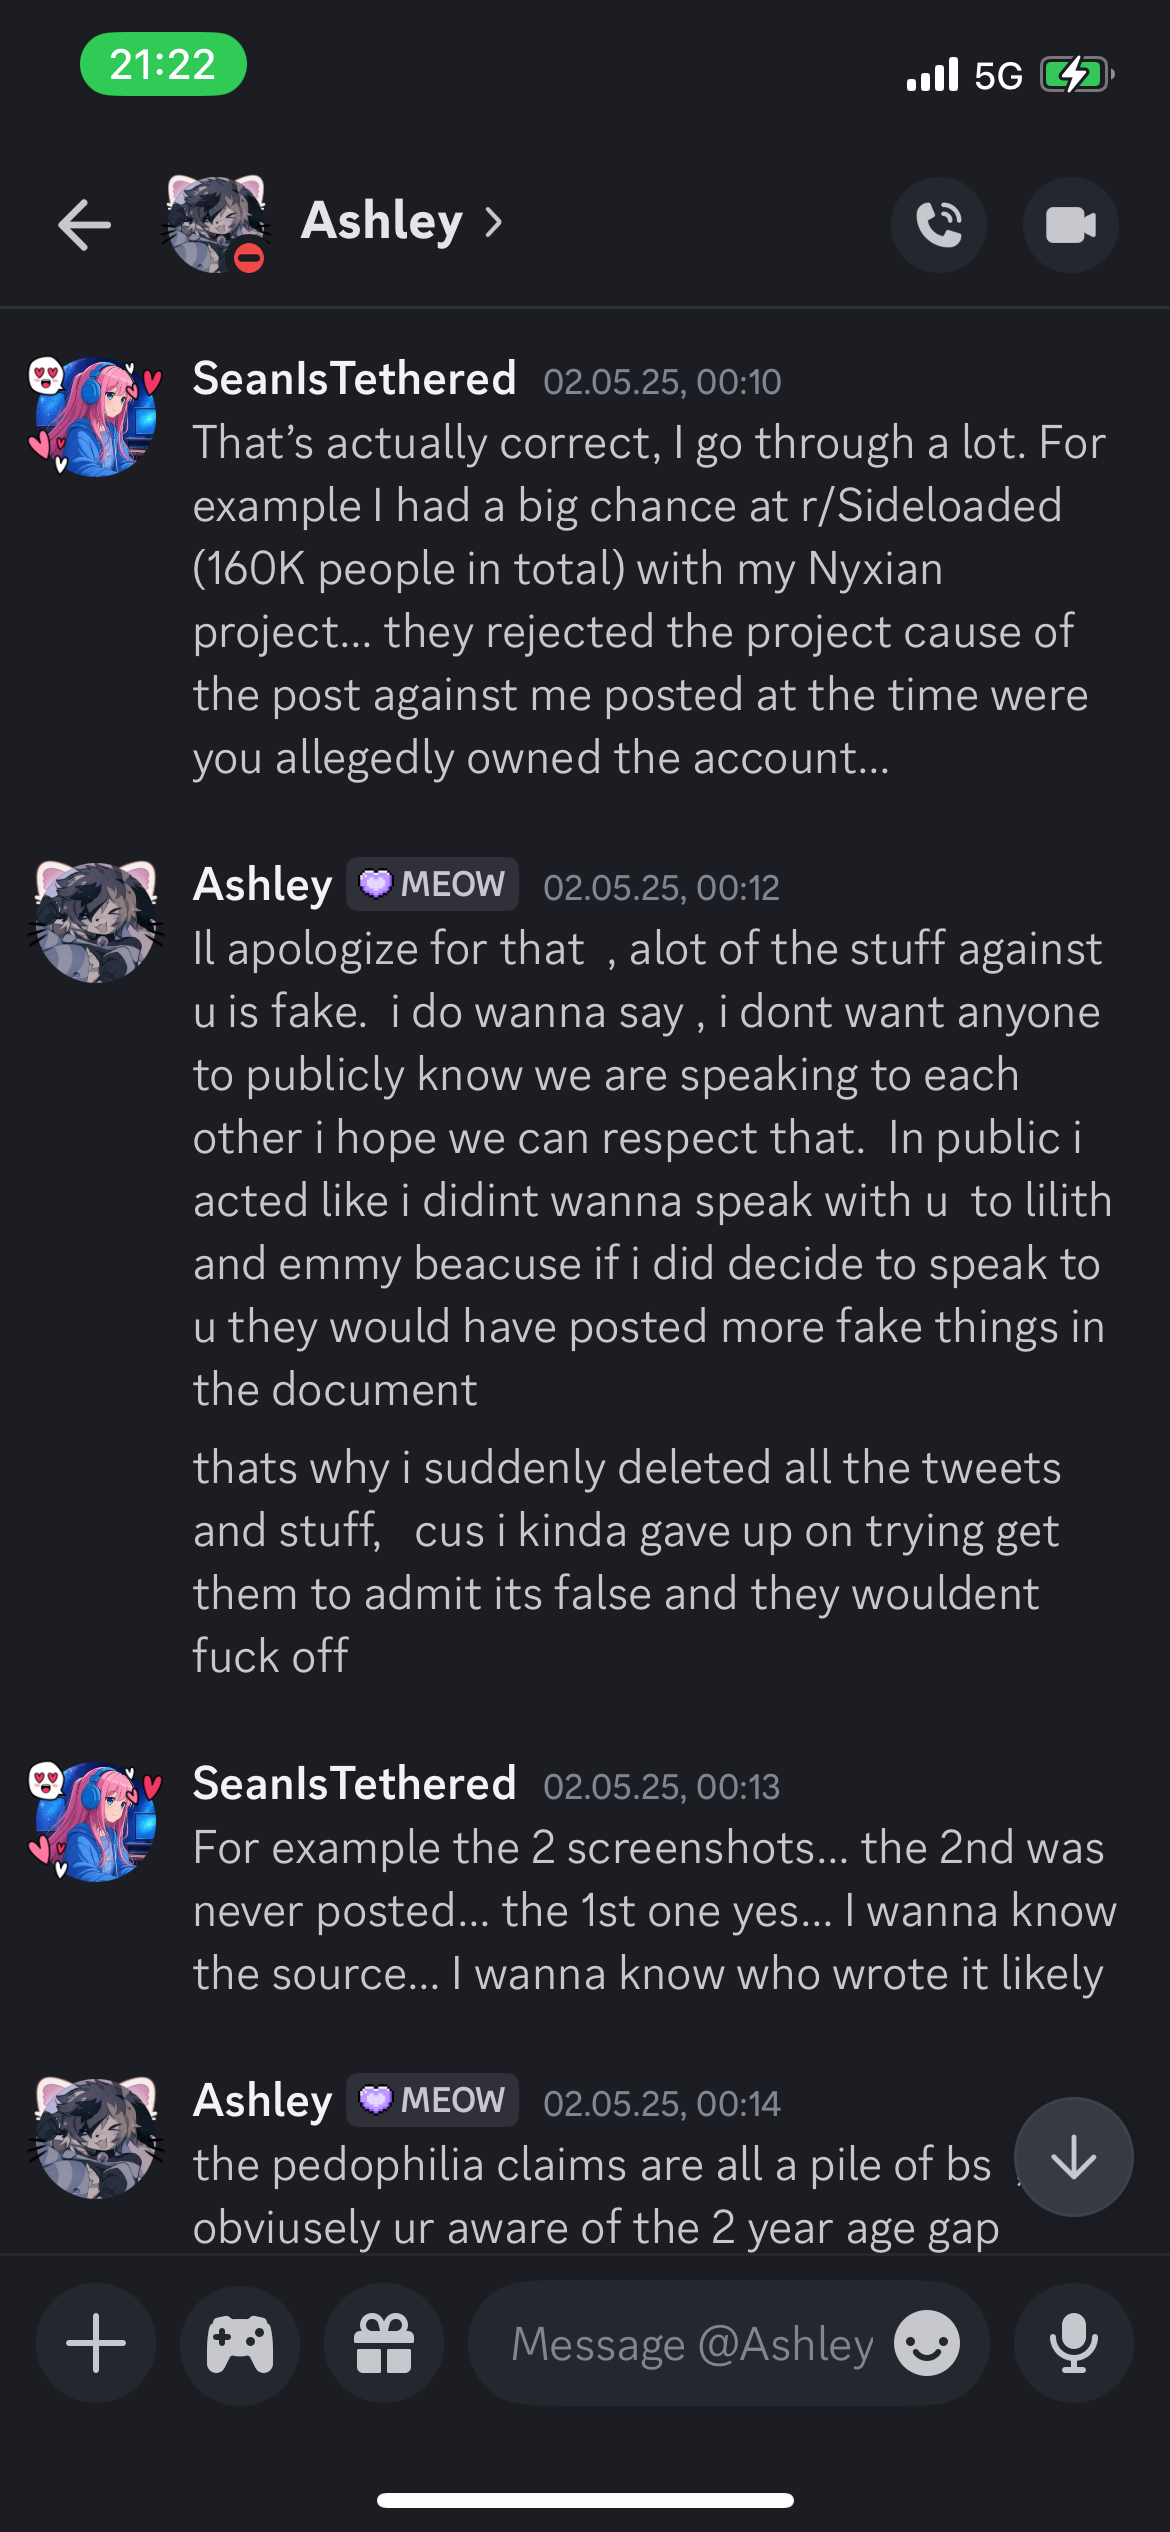 21:22
5G
Ashley
SeanIsTethered 02.05.25, 00:10
That’s actually correct, I go through a lot. For
example I had a big chance at r/Sideloaded
(160K people in total) with my Nyxian
project... they rejected the project cause of
the post against me posted at the time were
you allegedly owned the account...
Ashley MEOW 02.05.25, 00:12
Il apologize for that , alot of the stuff against
u is fake. i do wanna say , i dont want anyone
to publicly know we are speaking to each
other i hope we can respect that. In public i
acted like i didint wanna speak with u to lilith
and emmy beacuse if i did decide to speak to
u they would have posted more fake things in
the document
thats why i suddenly deleted all the tweets
and stuff, cus i kinda gave up on trying get
them to admit its false and they wouldent
fuck off
SeanIsTethered 02.05.25, 00:13
For example the 2 screenshots... the 2nd was
never posted... the 1st one yes... I wanna know
the source... I wanna know who wrote it likely
Ashley MEOW 02.05.25, 00:14
the pedophilia claims are all a pile of bs ,
obviusely ur aware of the 2 year age gap
Message @Ashley